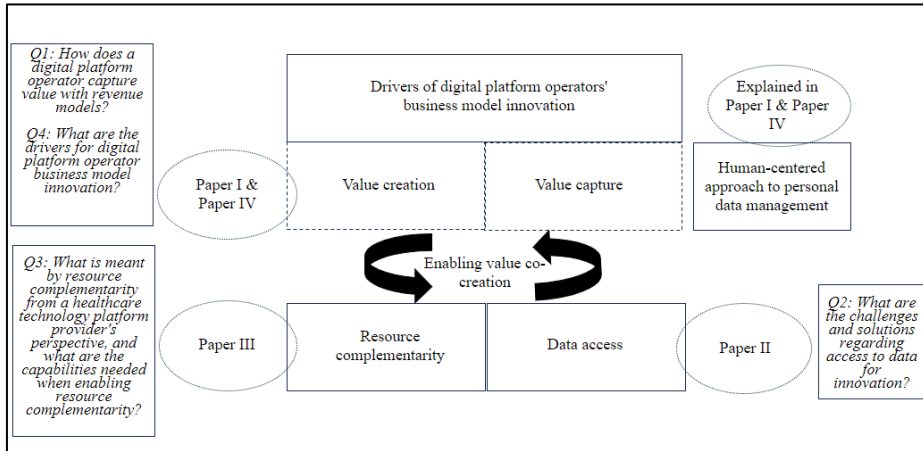 Q1: How does a
digital platform
operator capture
value with revenue
models?
Q4: What are the
drivers for digital
platform operator
business model
innovation?
Drivers of digital platform operators'
business model innovation
Explained in
Paper I & Paper
IV
Paper I &
Paper IV
Value creation
Value capture
Human-centered
approach to personal
data management
Enabling value co-
creation
Q3: What is meant
by resource
complementarity
from a healthcare
technology platform
provider's
perspective, and
what are the
capabilities needed
when enabling
resource
complementarity?
Paper III
Resource
complementarity
Data access
Paper II
Q2: What are
the challenges
and solutions
regarding
access to data
for
innovation?